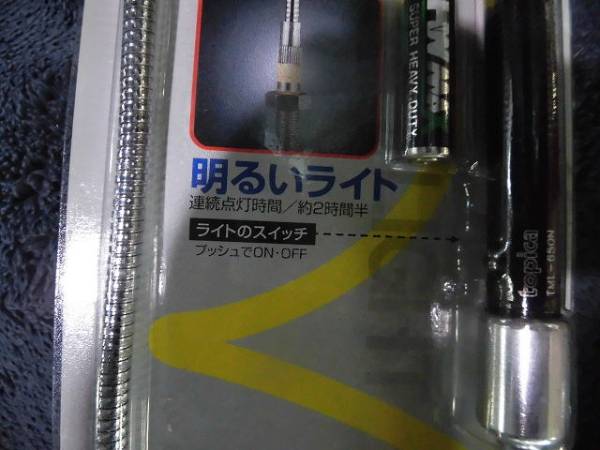 SUPER HEAVY-DUTY
明るいライト
連続点灯時間／約2時間半
ライトのスイッチ
プッシュでON・OFF
topica
TML-650N